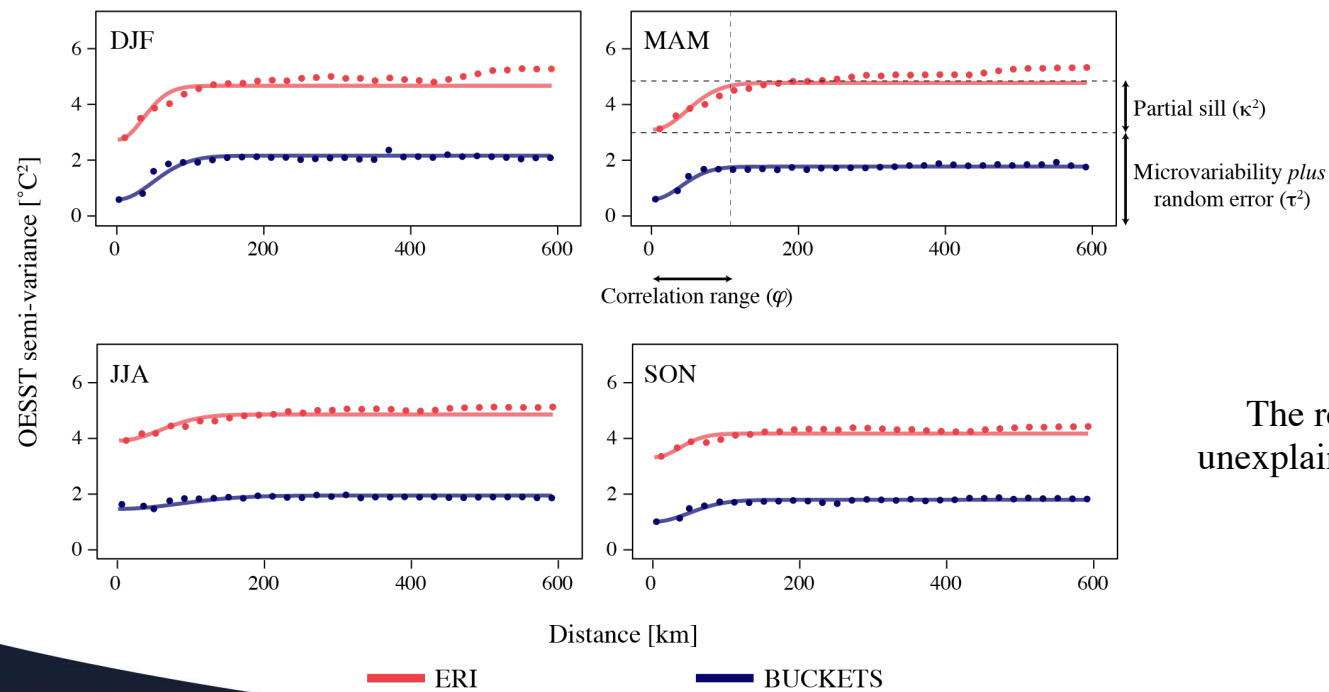 DJF
6
4
2
0
0
200
400
600
MAM
6
4
2
0
0
200
400
600
Partial sill (κ²)
Microvariability plus
random error (τ²)
Correlation range (φ)
OESST semi-variance [˚C²]
JJA
6
4
2
0
0
200
400
600
SON
6
4
2
0
0
200
400
600
The
unexplain
Distance [km]
ERI
BUCKETS